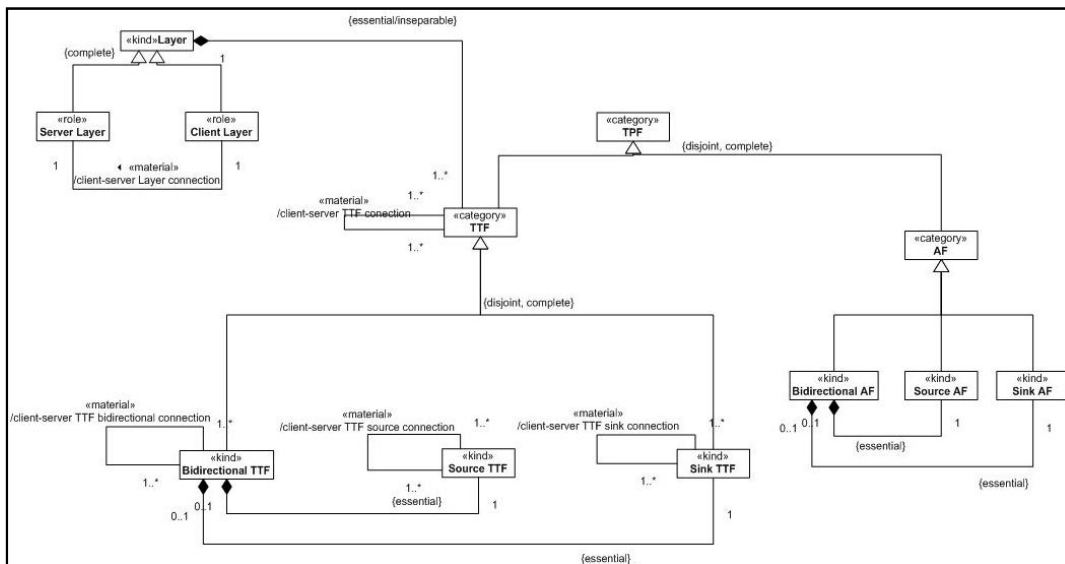 {essential/inseparable}
«kind»Layer
{complete}
1
«role»
Server Layer
«role»
Client Layer
«category»
TPF
{disjoint, complete}
1
«material»
1
/client-server Layer connection
1..*
«material»
1..*
/client-server TTF conection
«category»
TTF
1..*
«category»
AF
{disjoint, complete}
«kind»
Bidirectional AF
«kind»
Source AF
«kind»
Sink AF
«material»
/client-server TTF bidirectional connection
1..*
«material»
/client-server TTF source connection
1..*
«material»
/client-server TTF sink connection
1..*
0..1
0..1
1
1
{essential}
«kind»
Bidirectional TTF
«kind»
Source TTF
«kind»
Sink TTF
1..*
1..*
1..*
{essential}
{essential}
0..1
0..1
1
1
{essential}